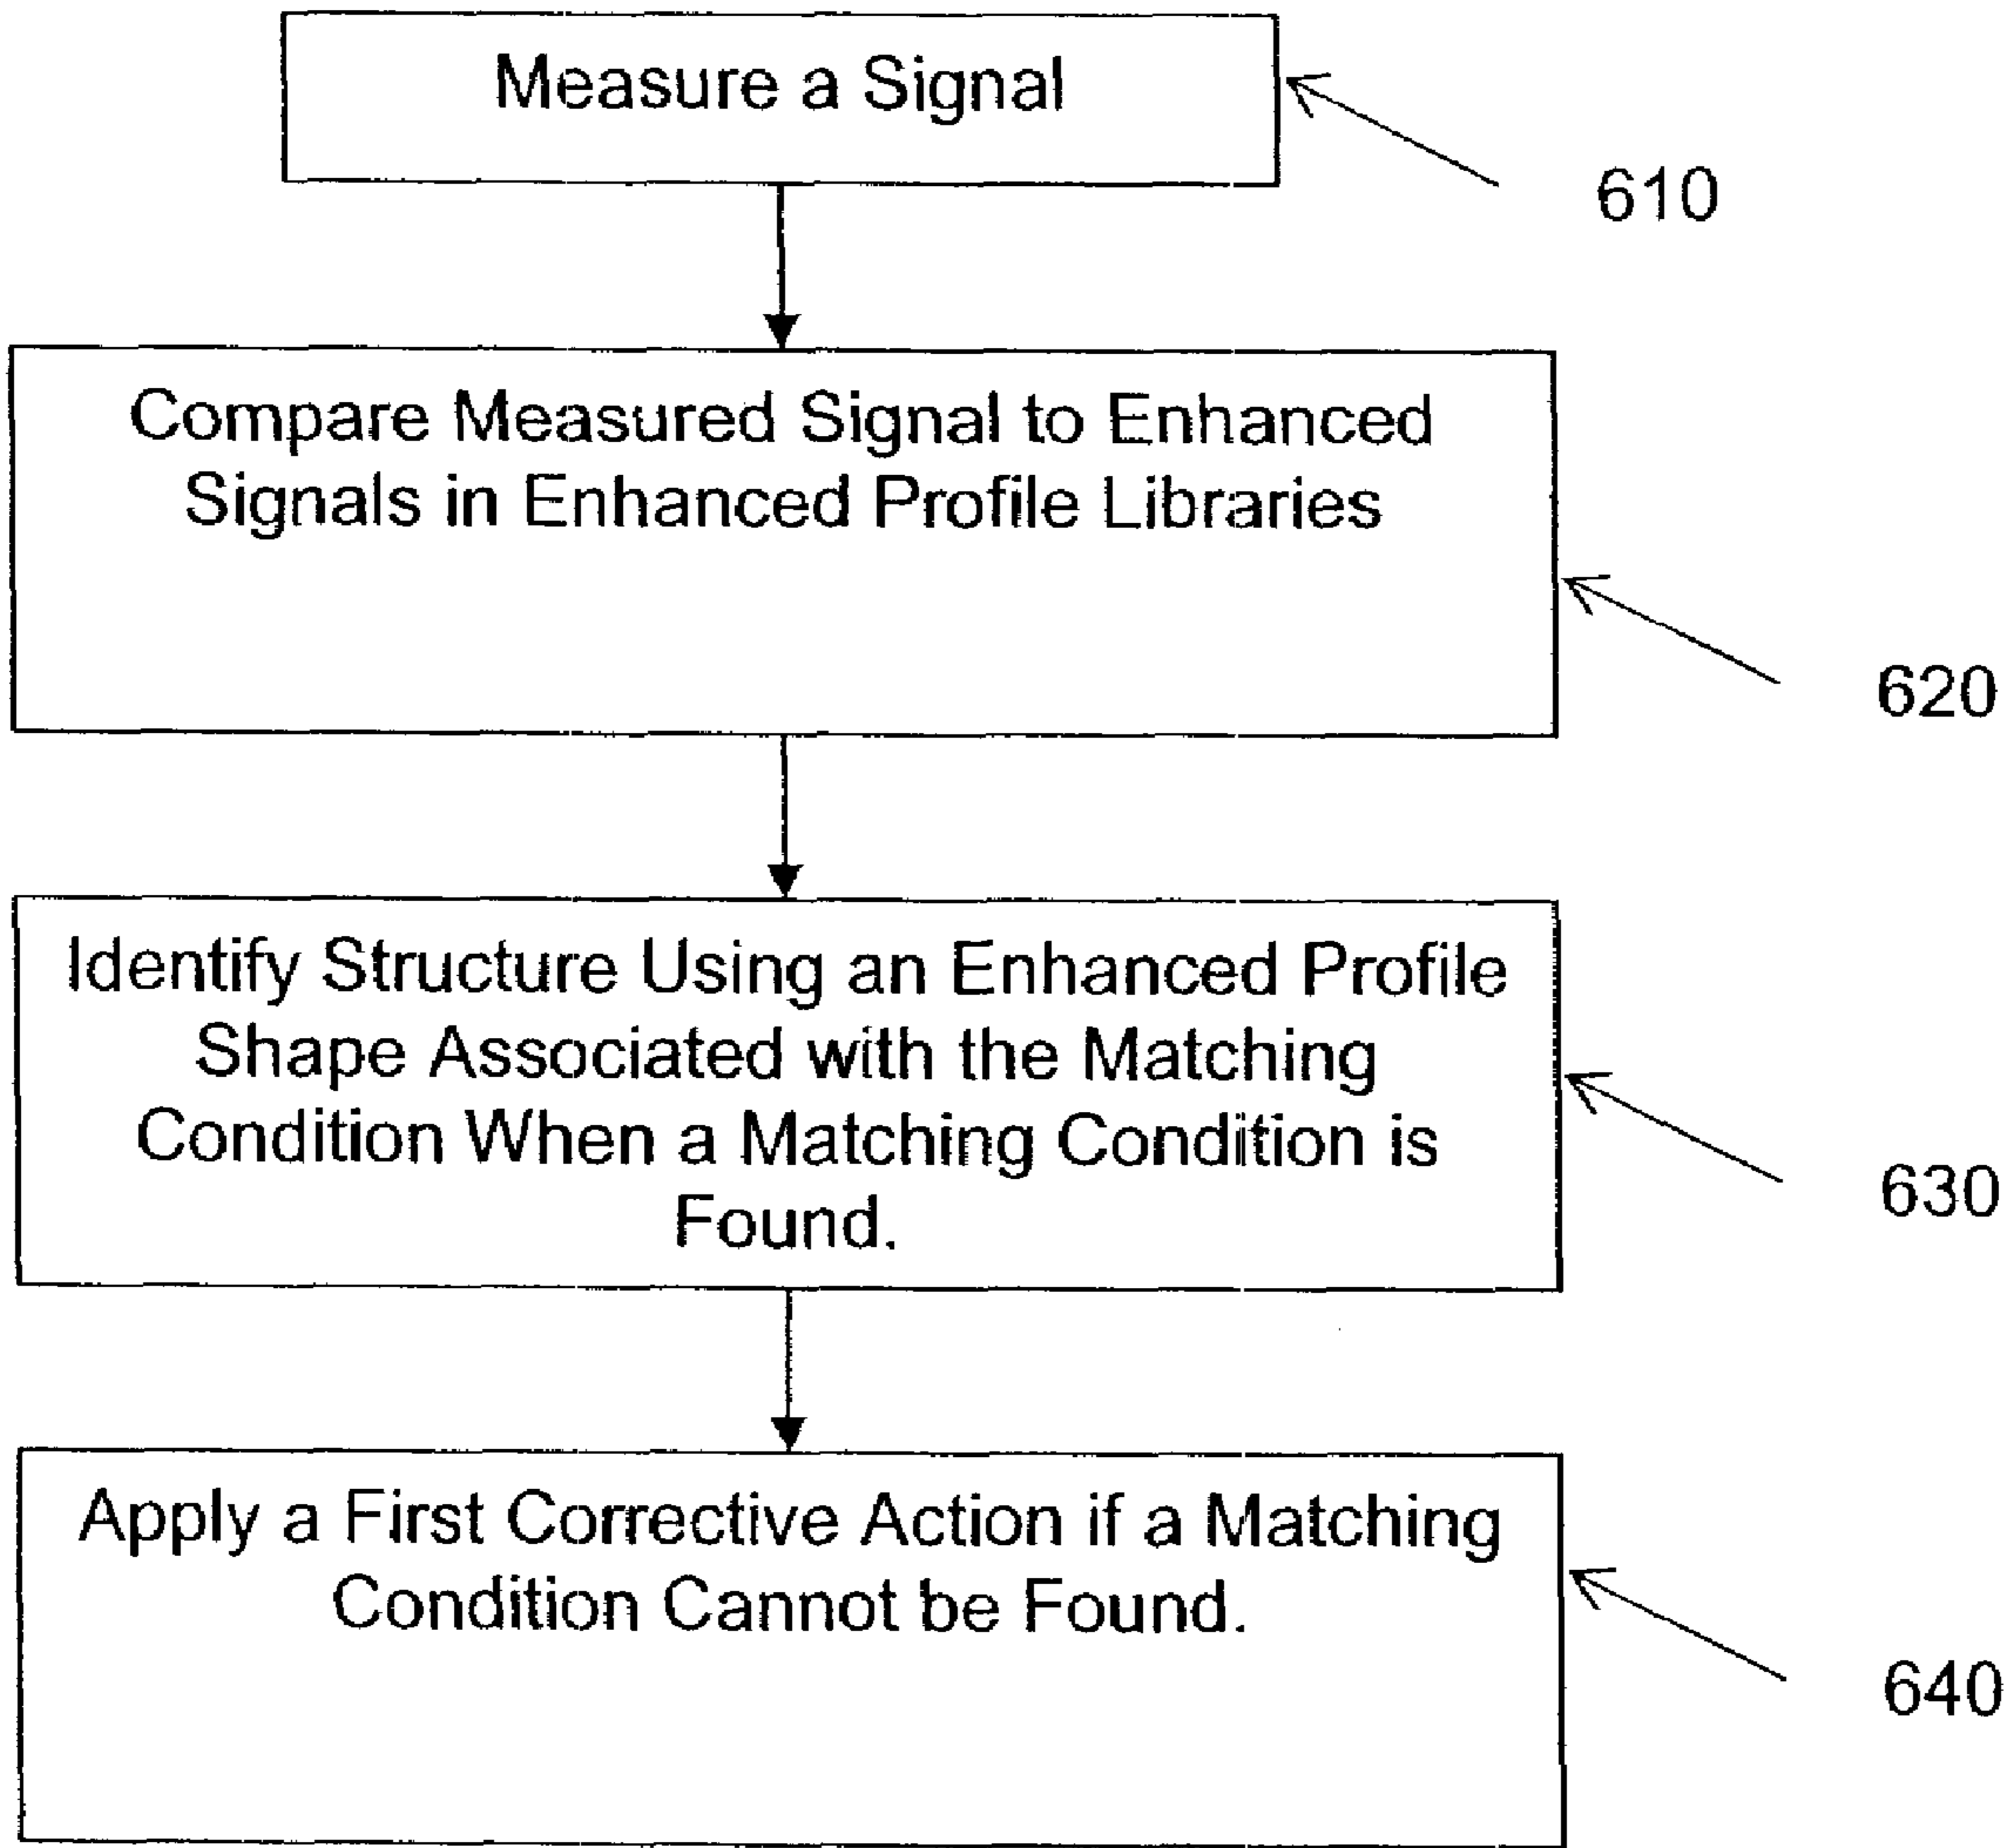 Measure a Signal
610
Compare Measured Signal to Enhanced
Signals in Enhanced Profile Libraries
620
Identify Structure Using an Enhanced Profile
Shape Associated with the Matching
Condition When a Matching Condition is
Found.
630
Apply a First Corrective Action if a Matching
Condition Cannot be Found.
640